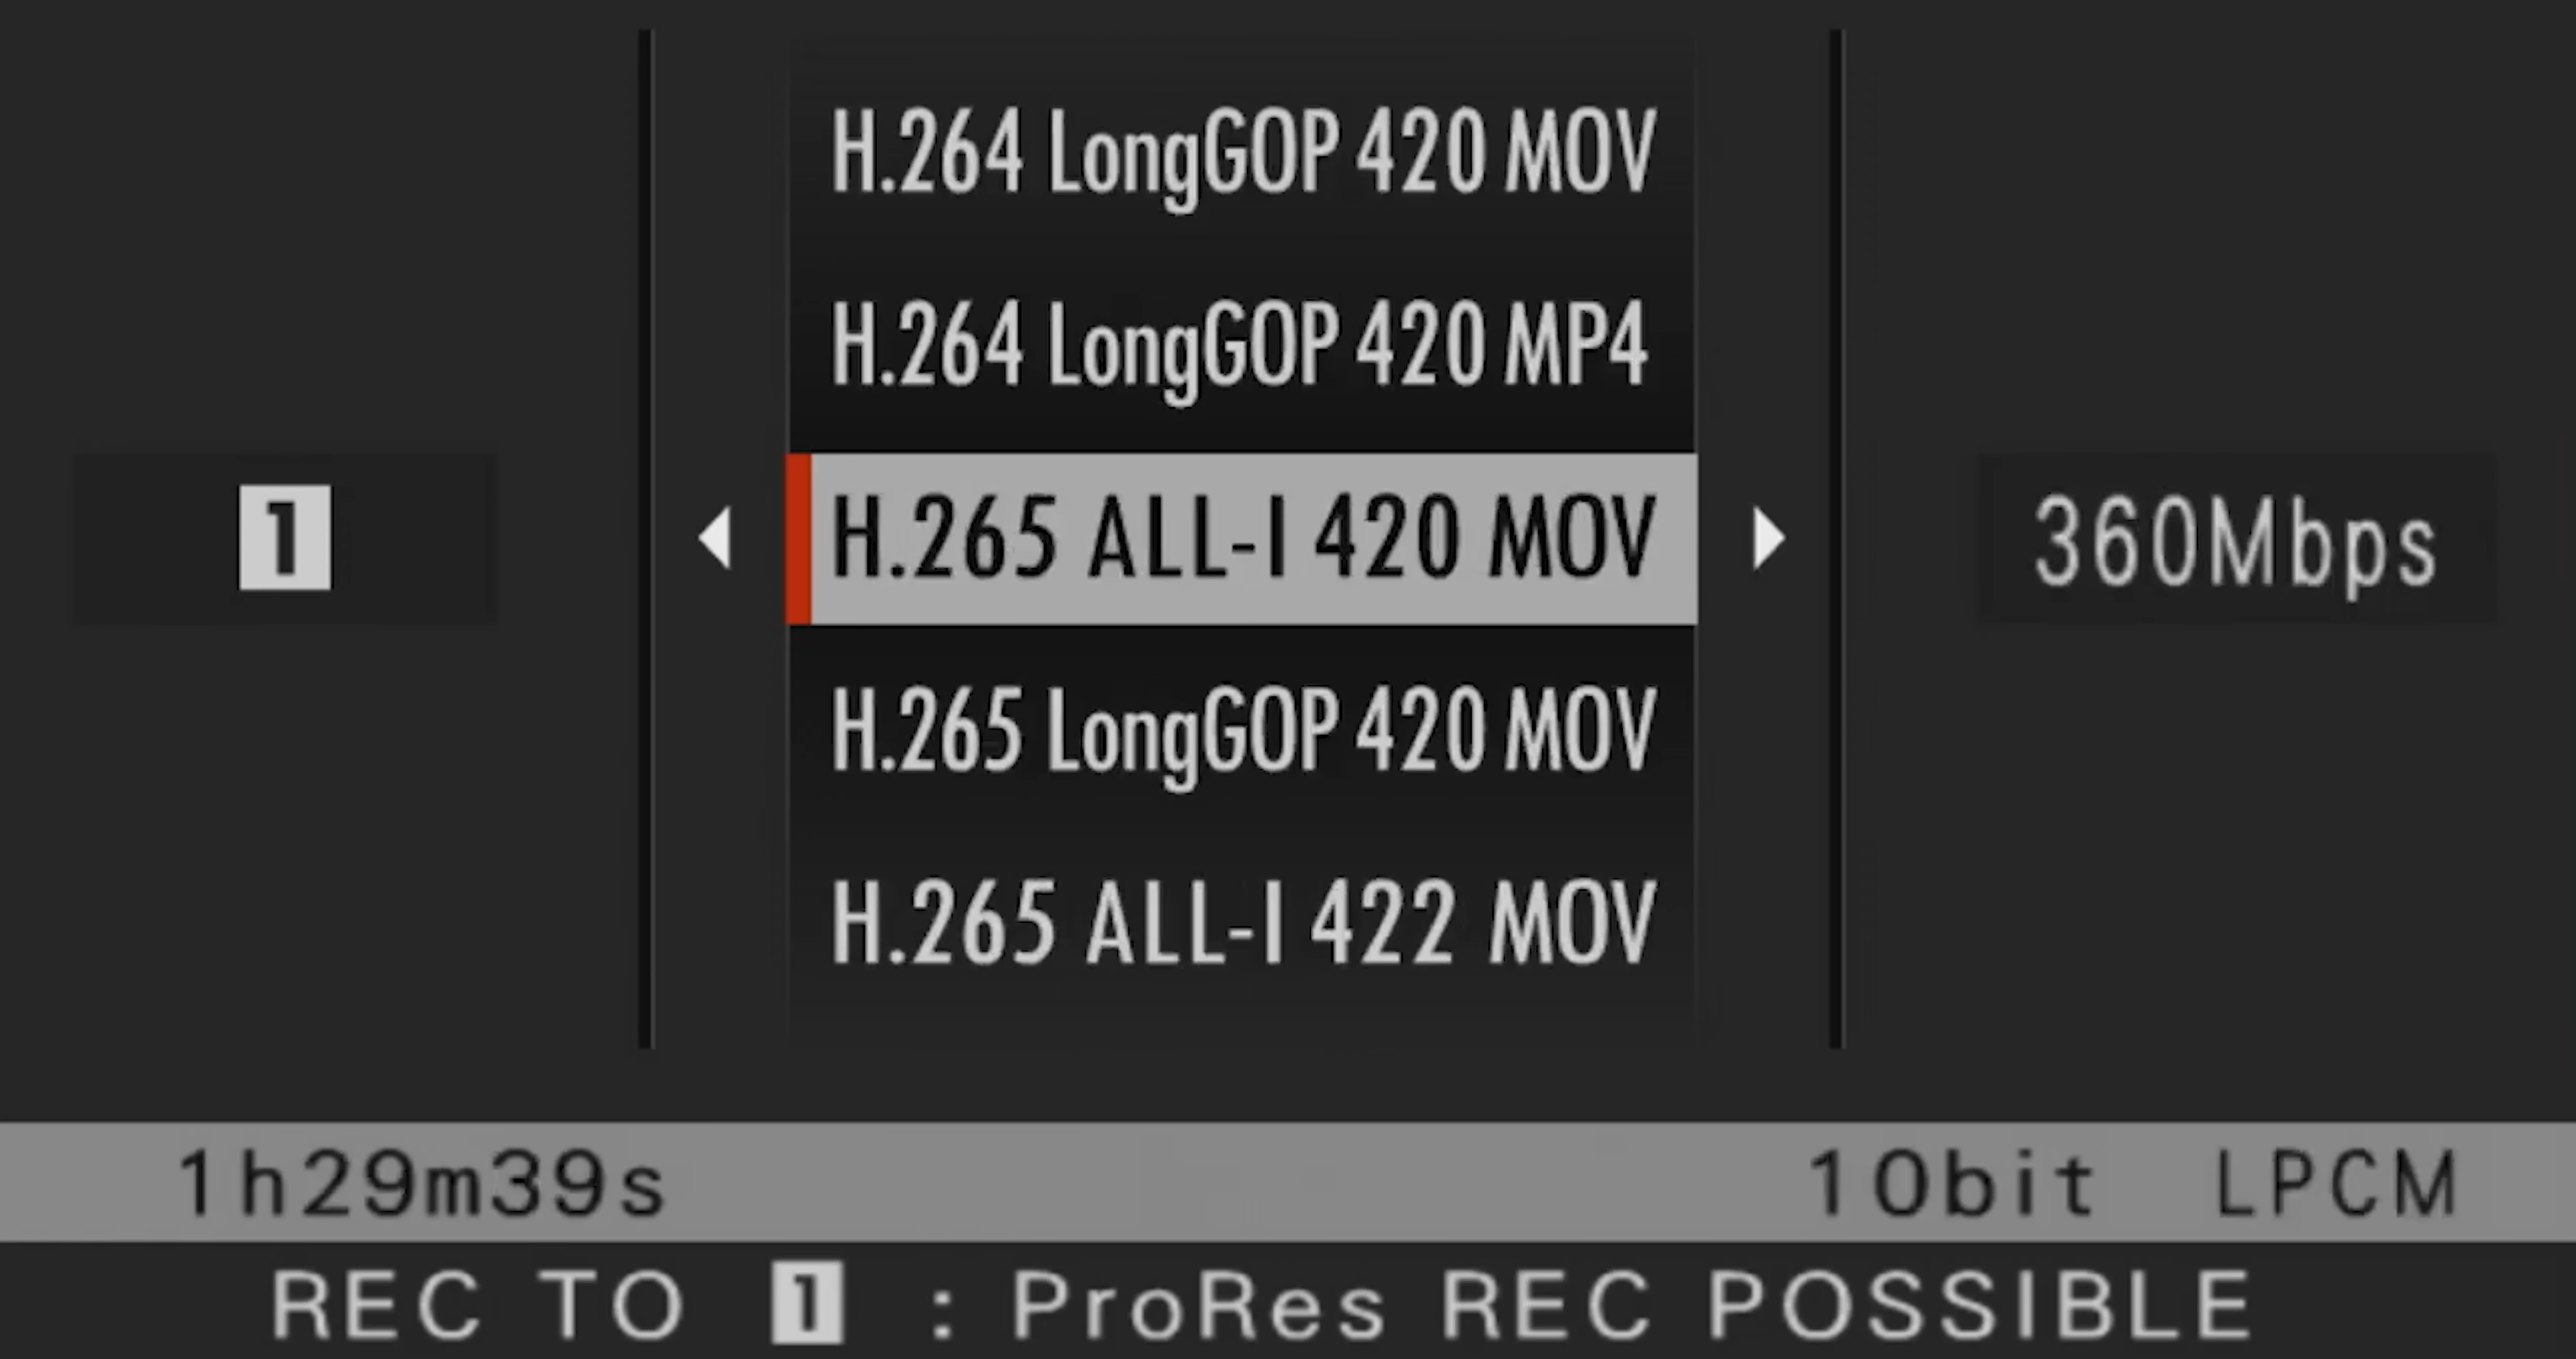 H.264 LongGOP 420 MOV
H.264 LongGOP 420 MP4
1
H.265 ALL-I 420 MOV
360Mbps
H.265 LongGOP 420 MOV
H.265 ALL-I 422 MOV
1h29m39s
10bit LPCM
REC TO 1 : ProRes REC POSSIBLE